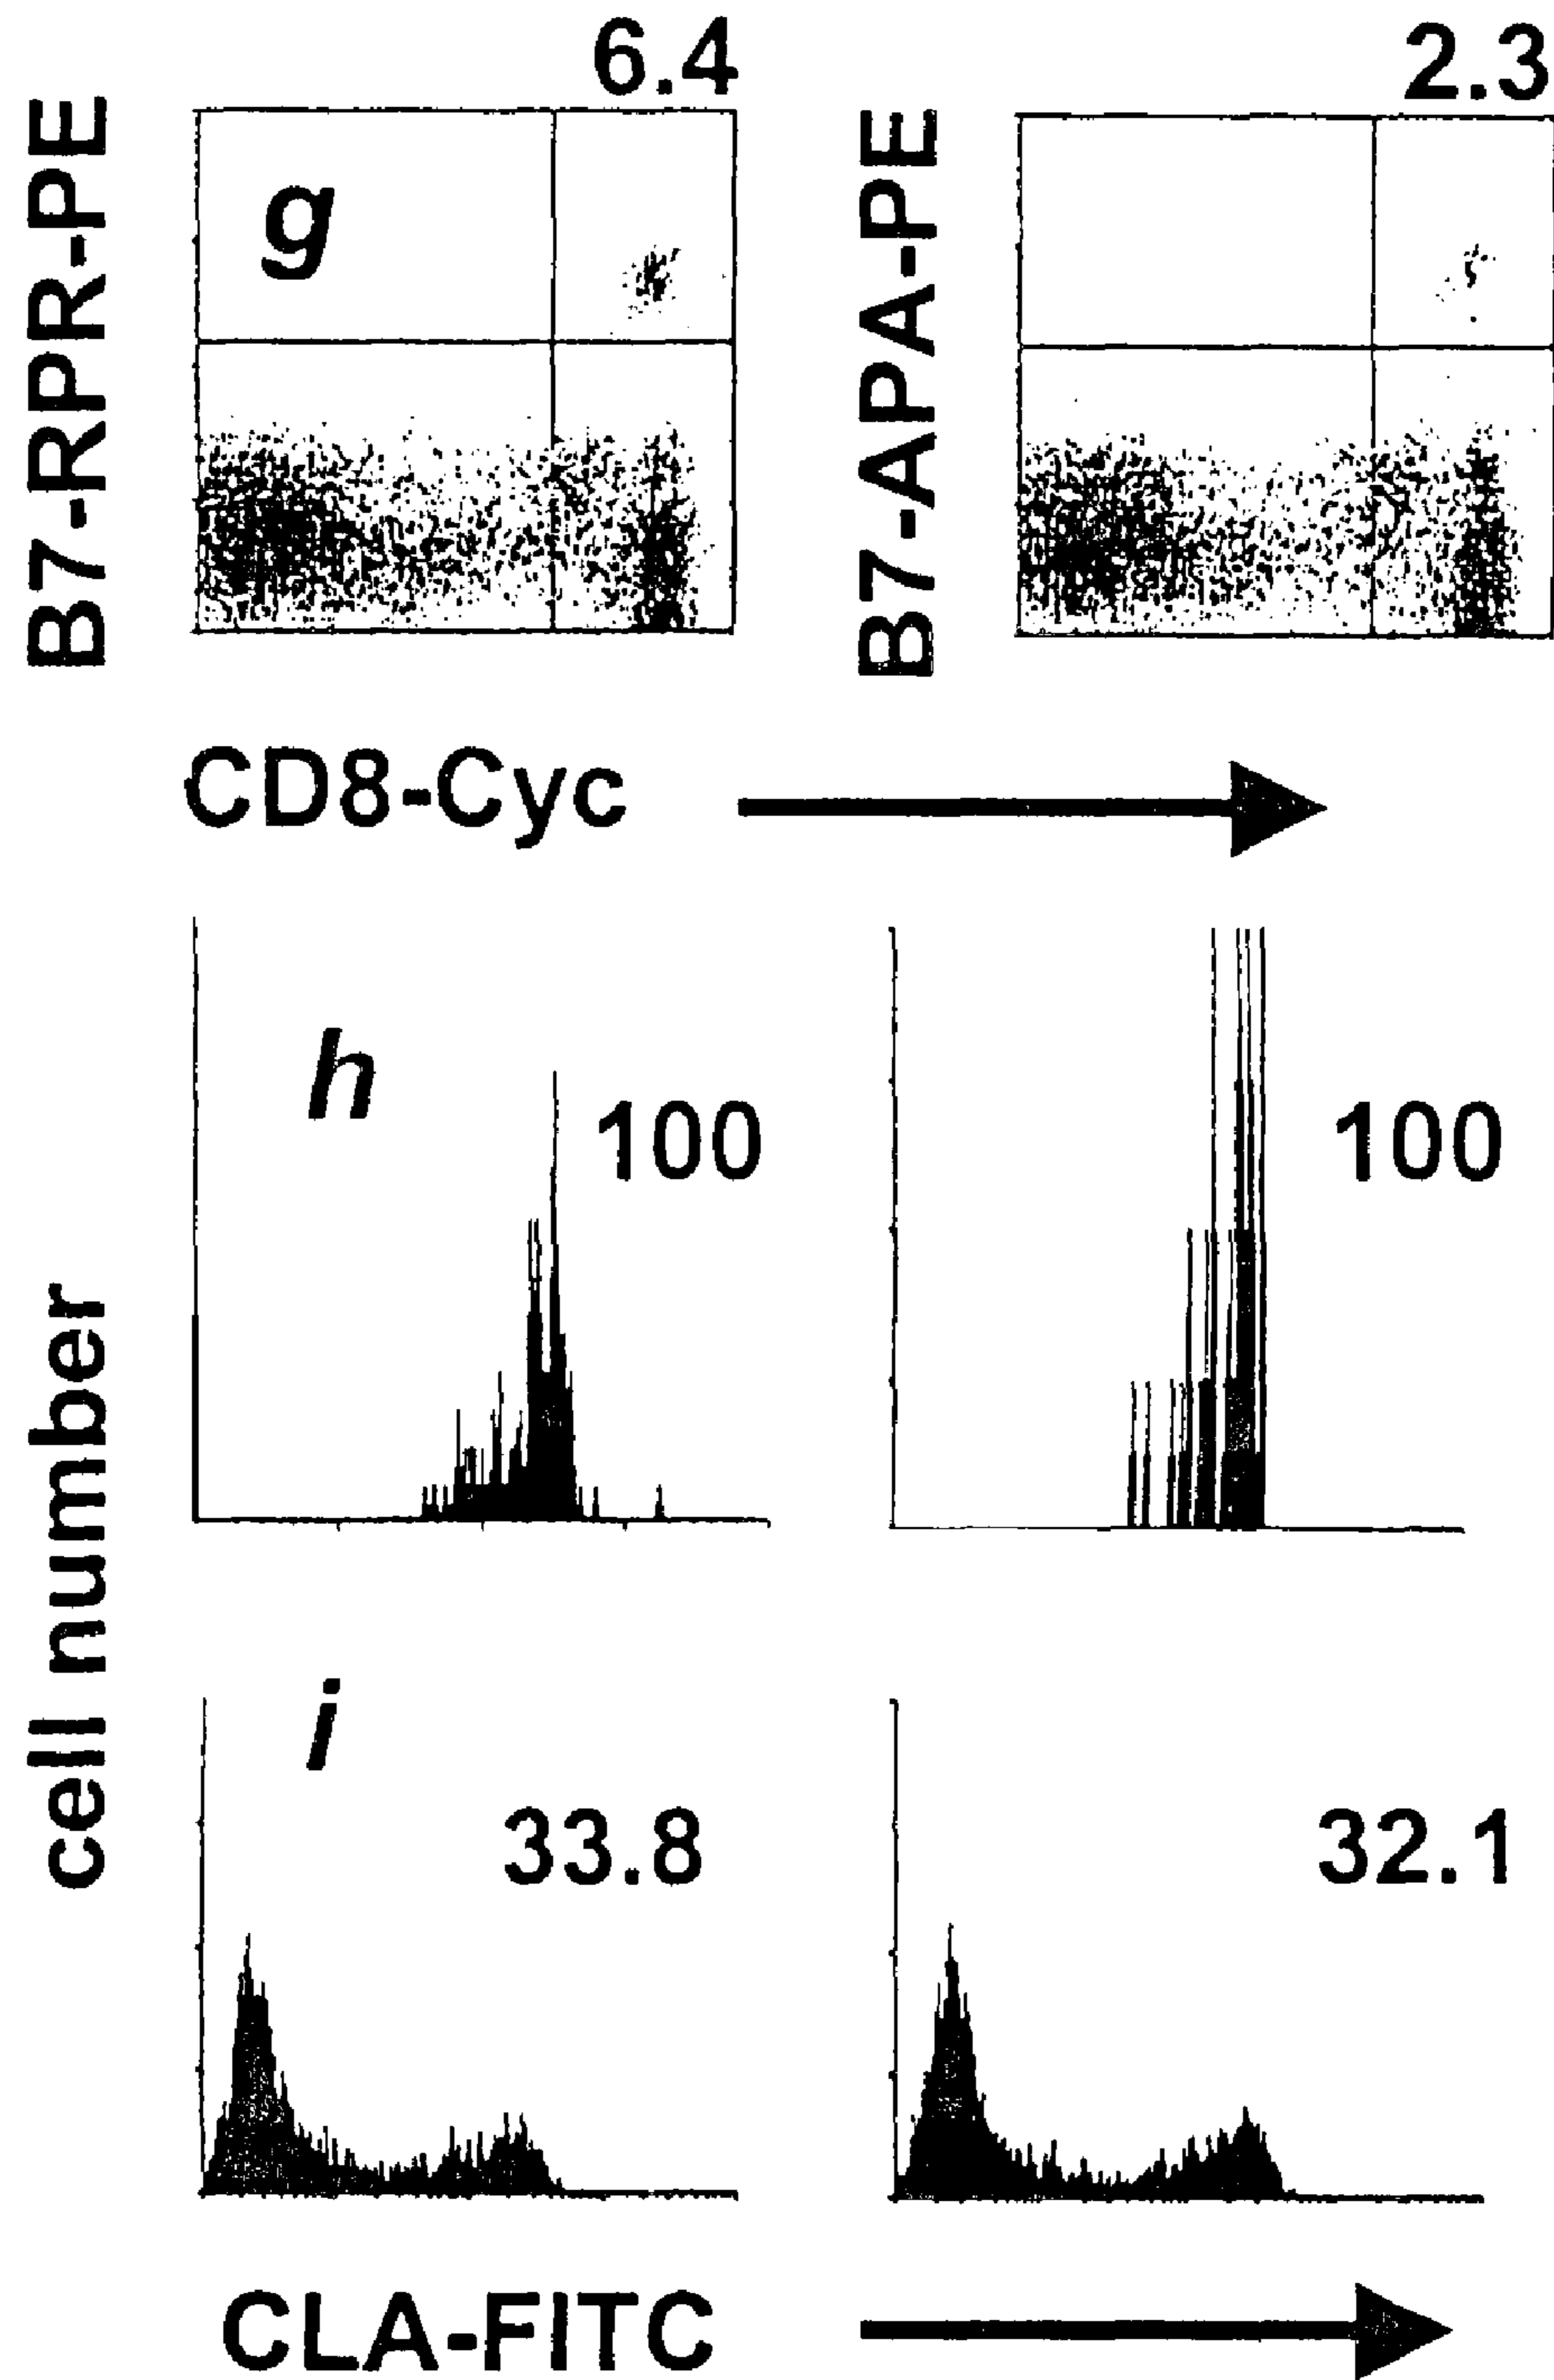 6.4
2.3
B7-RPR-PE
g
B7-APA-PE
CD8-Cyc
h
100
100
cell number
i
33.8
32.1
CLA-FITC